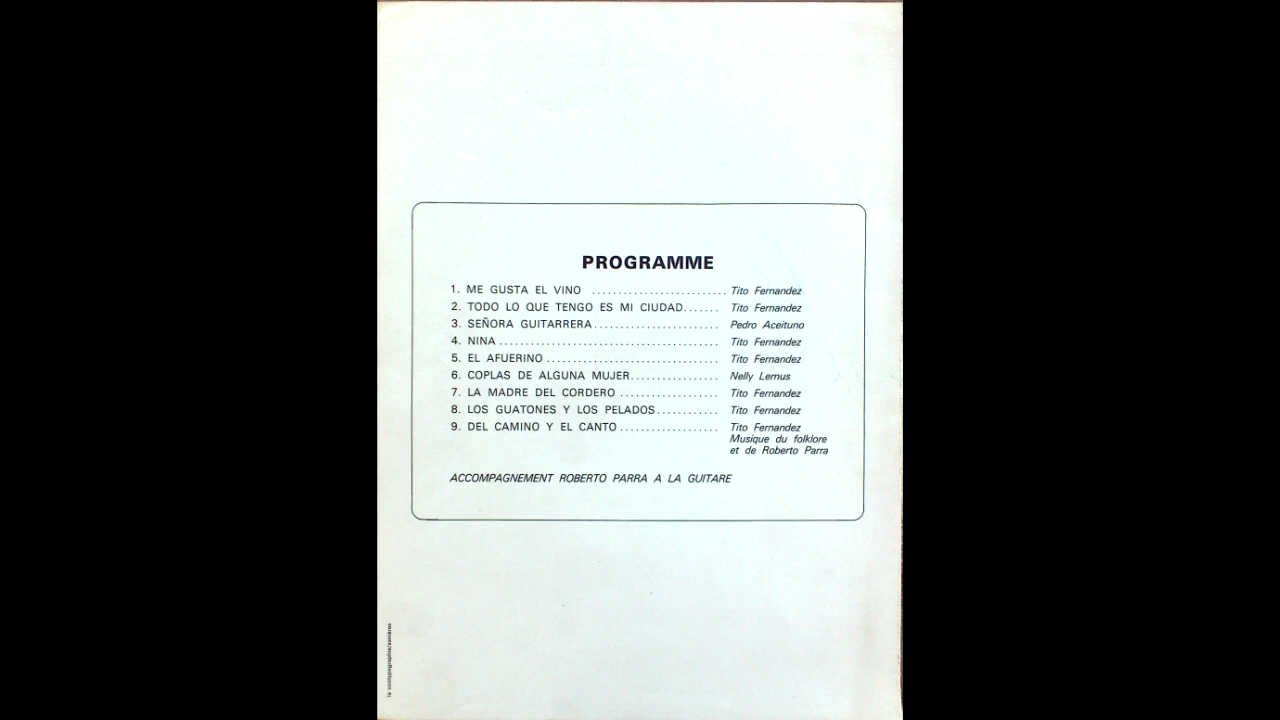 PROGRAMME
1. ME GUSTA EL VINO .......................... Tito Fernandez
2. TODO LO QUE TENGO ES MI CIUDAD....... Tito Fernandez
3. SEÑORA GUITARRERA........................ Pedro Aceituno
4. NINA .......................................... Tito Fernandez
5. EL AFUERINO ................................. Tito Fernandez
6. COPLAS DE ALGUNA MUJER................. Nelly Lemus
7. LA MADRE DEL CORDERO ................... Tito Fernandez
8. LOS GUATONES Y LOS PELADOS............ Tito Fernandez
9. DEL CAMINO Y EL CANTO................... Tito Fernandez
Musique du folklore
et de Roberto Parra
ACCOMPAGNEMENT ROBERTO PARRA A LA GUITARE
la cootypographie/asnières